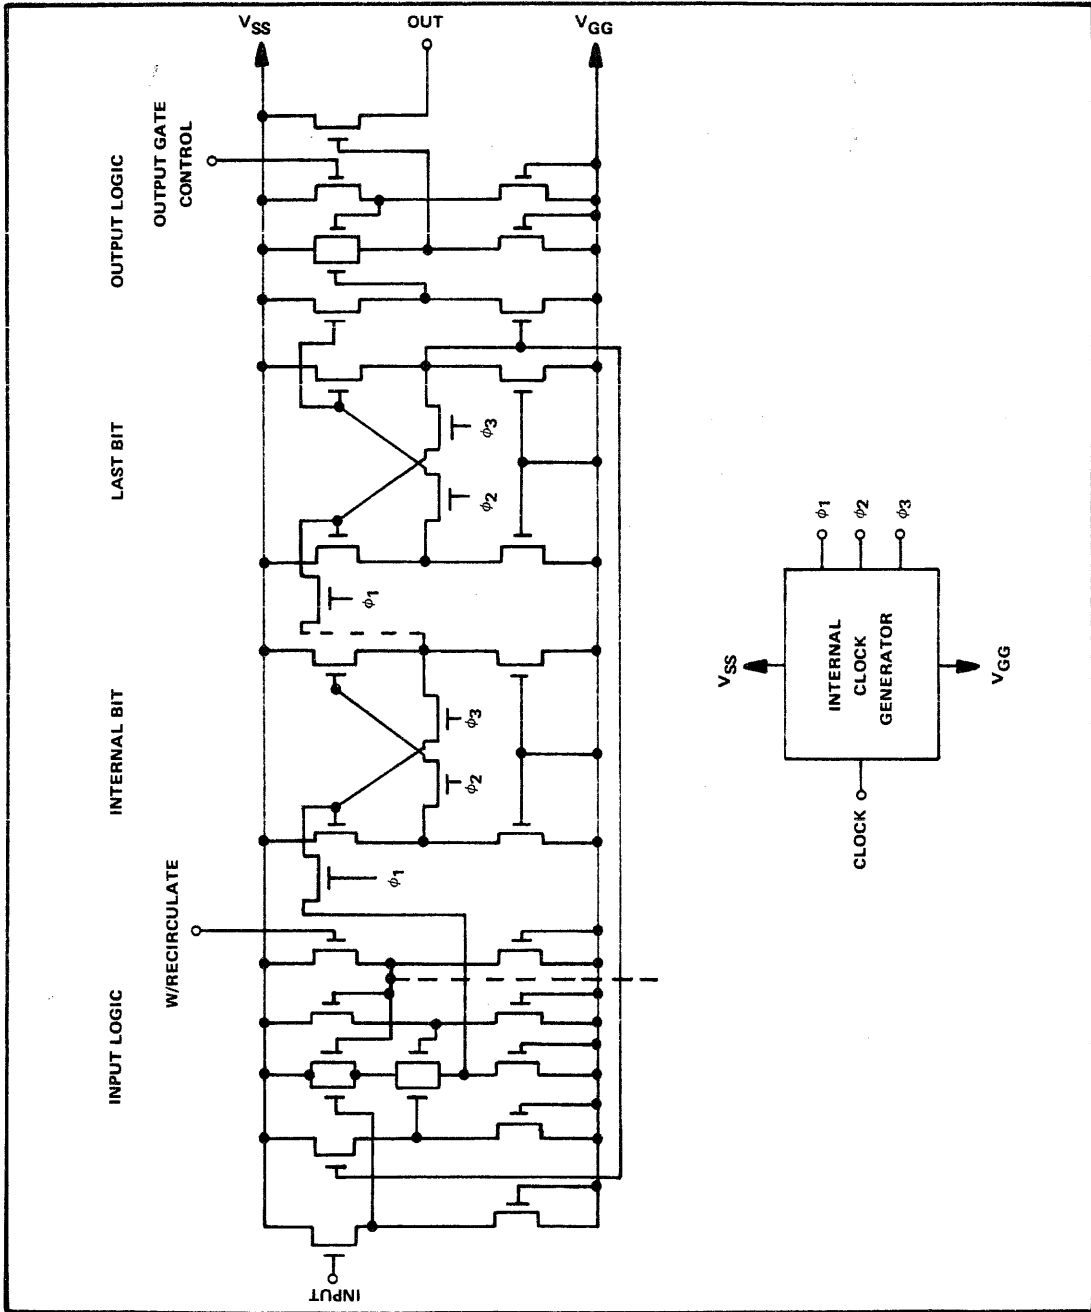 INPUT LOGIC
INTERNAL BIT
LAST BIT
OUTPUT LOGIC
W/RECIRCULATE
OUTPUT GATE
CONTROL
VSS
OUT
VGG
INPUT
ϕ1
ϕ2
ϕ3
ϕ1
ϕ2
ϕ3
CLOCK
INTERNAL
CLOCK
GENERATOR
VSS
VGG
ϕ1
ϕ2
ϕ3